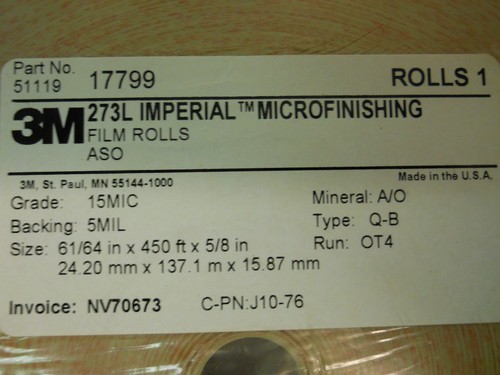 Part No.
51119 17799 ROLLS 1
3M 273L IMPERIAL™ MICROFINISHING
FILM ROLLS
ASO
3M, St. Paul, MN 55144-1000 Made in the U.S.A.
Grade: 15MIC Mineral: A/O
Backing: 5MIL Type: Q-B
Size: 61/64 in x 450 ft x 5/8 in Run: OT4
24.20 mm x 137.1 m x 15.87 mm
Invoice: NV70673 C-PN:J10-76